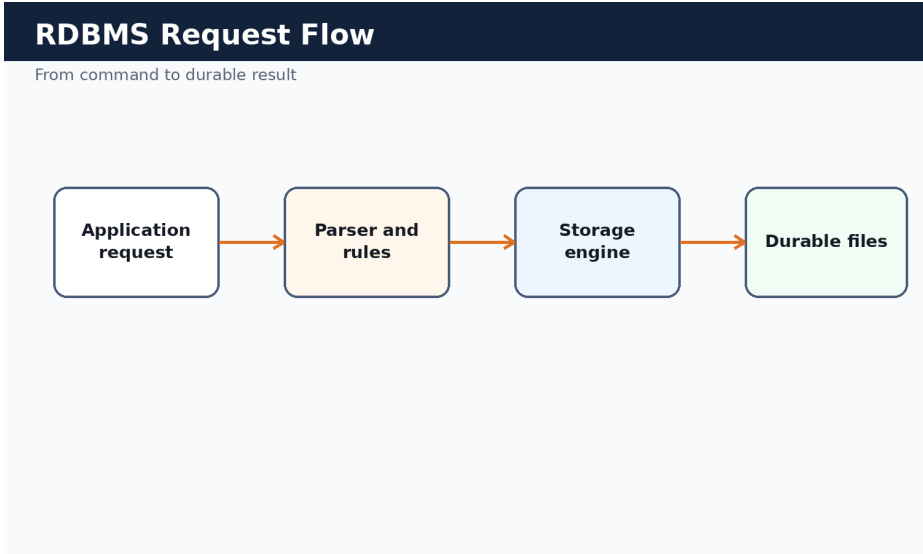 RDBMS Request Flow
From command to durable result
Application
request
Parser and
rules
Storage
engine
Durable files